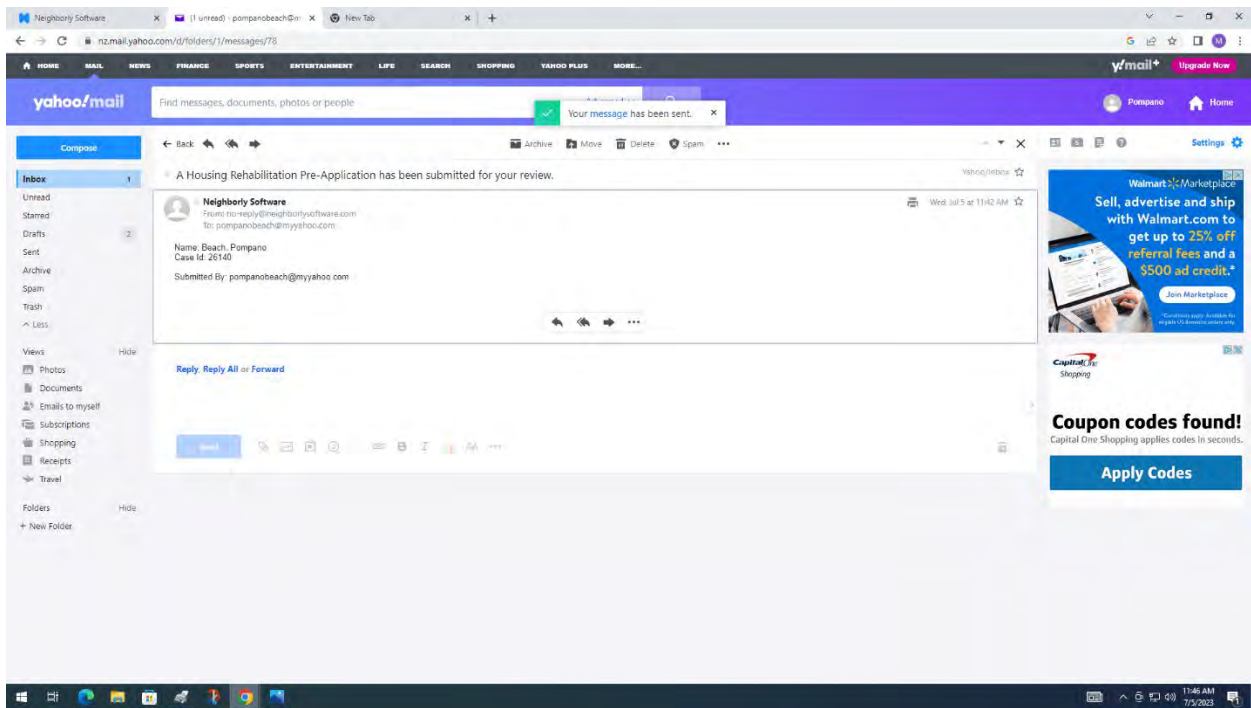 Neighborly Software
(1 unread) - pompanobeach@m
New Tab
nz.mail.yahoo.com/d/folders/1/messages/78
M
HOME MAIL NEWS FINANCE SPORTS ENTERTAINMENT LIFE SEARCH SHOPPING YAHOO PLUS MORE...
y!mail+ Upgrade Now
yahoo!mail
Find messages, documents, photos or people
Your message has been sent.
Pompano
Home
Compose
Back
Archive Move Delete Spam
Settings
Inbox 1
Unread
Starred
Drafts 2
Sent
Archive
Spam
Trash
Less
Views Hide
Photos
Documents
Emails to myself
Subscriptions
Shopping
Receipts
Travel
Folders Hide
+ New Folder
A Housing Rehabilitation Pre-Application has been submitted for your review.
Yahoo/Inbox
Neighborly Software
Wed, Jul 5 at 11:42 AM
From: no-reply@neighborlysoftware.com
To: pompanobeach@myyahoo.com
Name: Beach, Pompano
Case Id: 26140
Submitted By: pompanobeach@myyahoo.com
Reply, Reply All or Forward
Send
Walmart Marketplace
Sell, advertise and ship
with Walmart.com to
get up to 25% off
referral fees and a
$500 ad credit.*
Join Marketplace
Capital One
Shopping
Coupon codes found!
Capital One Shopping applies codes in seconds.
Apply Codes
11:46 AM
7/5/2023